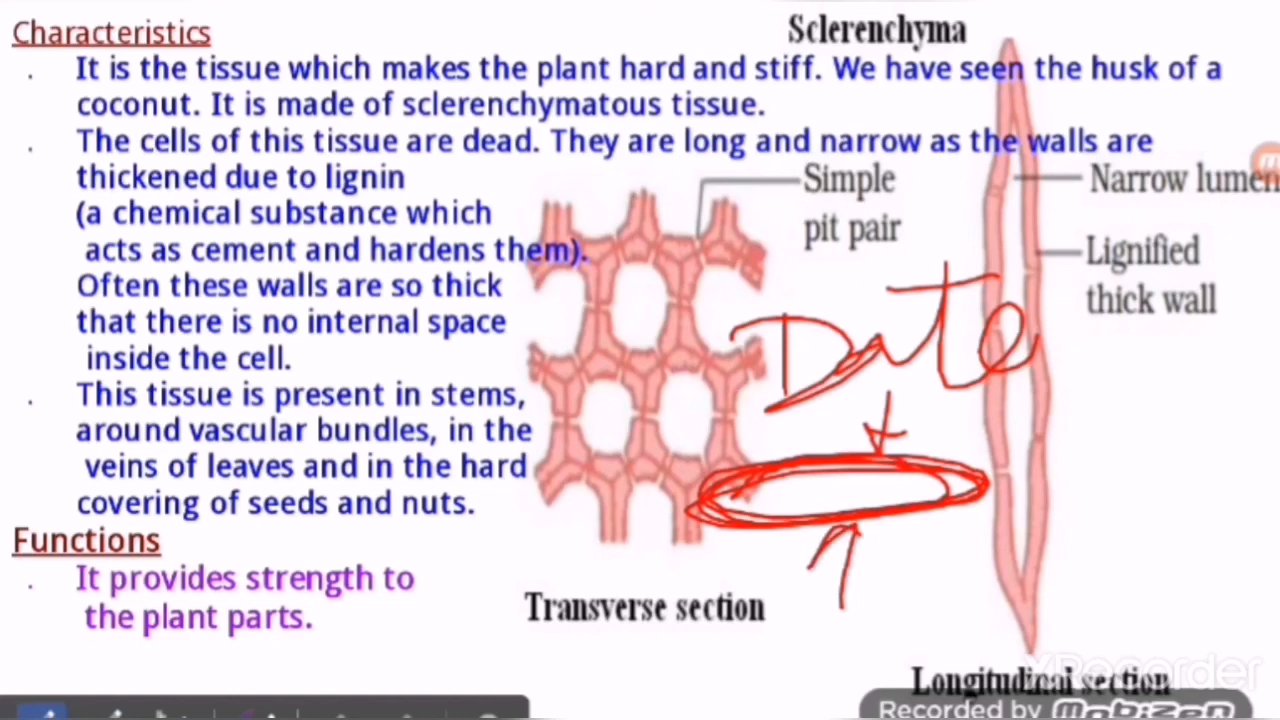 Characteristics
Sclerenchyma
. It is the tissue which makes the plant hard and stiff. We have seen the husk of a
coconut. It is made of sclerenchymatous tissue.
. The cells of this tissue are dead. They are long and narrow as the walls are
thickened due to lignin
(a chemical substance which
acts as cement and hardens them).
Often these walls are so thick
that there is no internal space
inside the cell.
. This tissue is present in stems,
around vascular bundles, in the
veins of leaves and in the hard
covering of seeds and nuts.
Functions
. It provides strength to
the plant parts.
Simple
pit pair
Narrow lumen
Lignified
thick wall
Date
Transverse section
Longitudinal section
XRecorder
Recorded by Mobizen